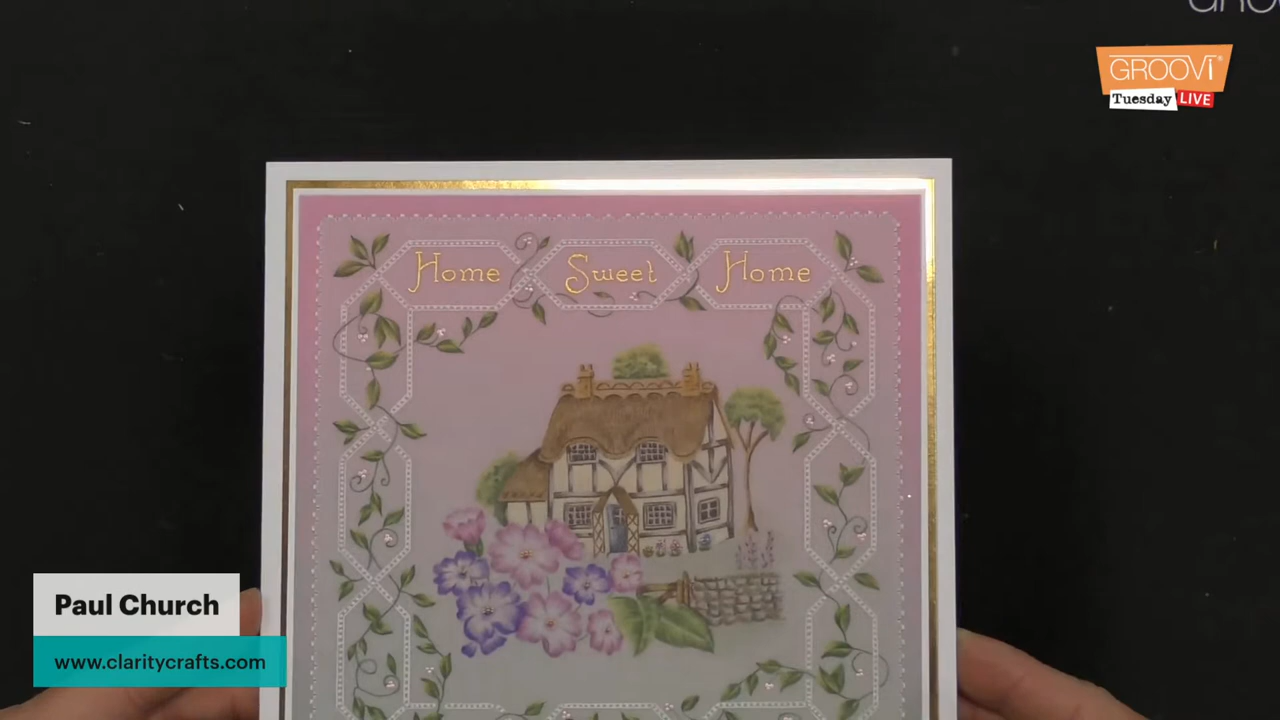 GROOVI
Tuesday LIVE
Home Sweet Home
Paul Church
www.claritycrafts.com